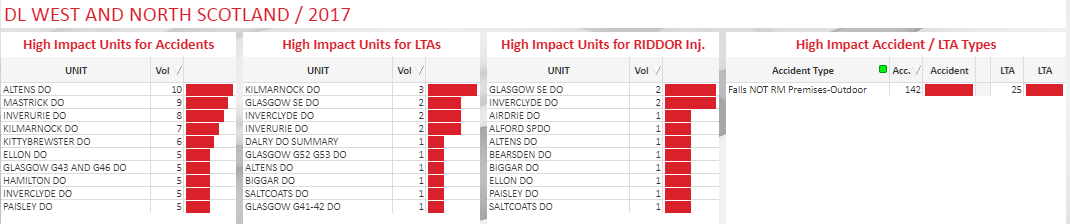 DL WEST AND NORTH SCOTLAND / 2017
High Impact Units for Accidents
UNIT Vol /
ALTENS DO 10
MASTRICK DO 9
INVERURIE DO 8
KILMARNOCK DO 7
KITTYBREWSTER DO 6
ELLON DO 5
GLASGOW G43 AND G46 DO 5
HAMILTON DO 5
INVERCLYDE DO 5
PAISLEY DO 5
High Impact Units for LTAs
UNIT Vol /
KILMARNOCK DO 3
GLASGOW SE DO 2
INVERCLYDE DO 2
INVERURIE DO 2
DALRY DO SUMMARY 1
GLASGOW G52 G53 DO 1
ALTENS DO 1
BIGGAR DO 1
SALTCOATS DO 1
GLASGOW G41-42 DO 1
High Impact Units for RIDDOR Inj.
UNIT Vol /
GLASGOW SE DO 2
INVERCLYDE DO 2
AIRDRIE DO 1
ALFORD SPDO 1
ALTENS DO 1
BEARSDEN DO 1
BIGGAR DO 1
ELLON DO 1
PAISLEY DO 1
SALTCOATS DO 1
High Impact Accident / LTA Types
Accident Type Acc. / Accident LTA LTA
Falls NOT RM Premises-Outdoor 142 25